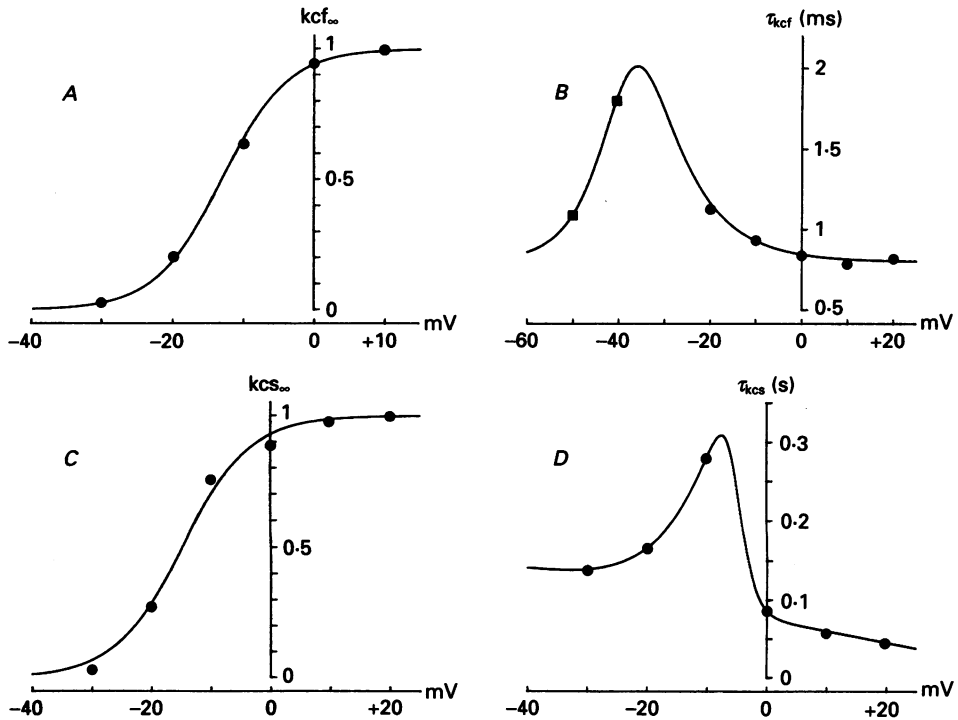 kcf∞
1
A
0·5
0
mV
−40 −20 0 +10
τkcf (ms)
2
B
1·5
1
0·5
mV
−60 −40 −20 0 +20
kcs∞
1
C
0·5
0
mV
−40 −20 0 +20
τkcs (s)
0·3
D
0·2
0·1
0
mV
−40 −20 0 +20